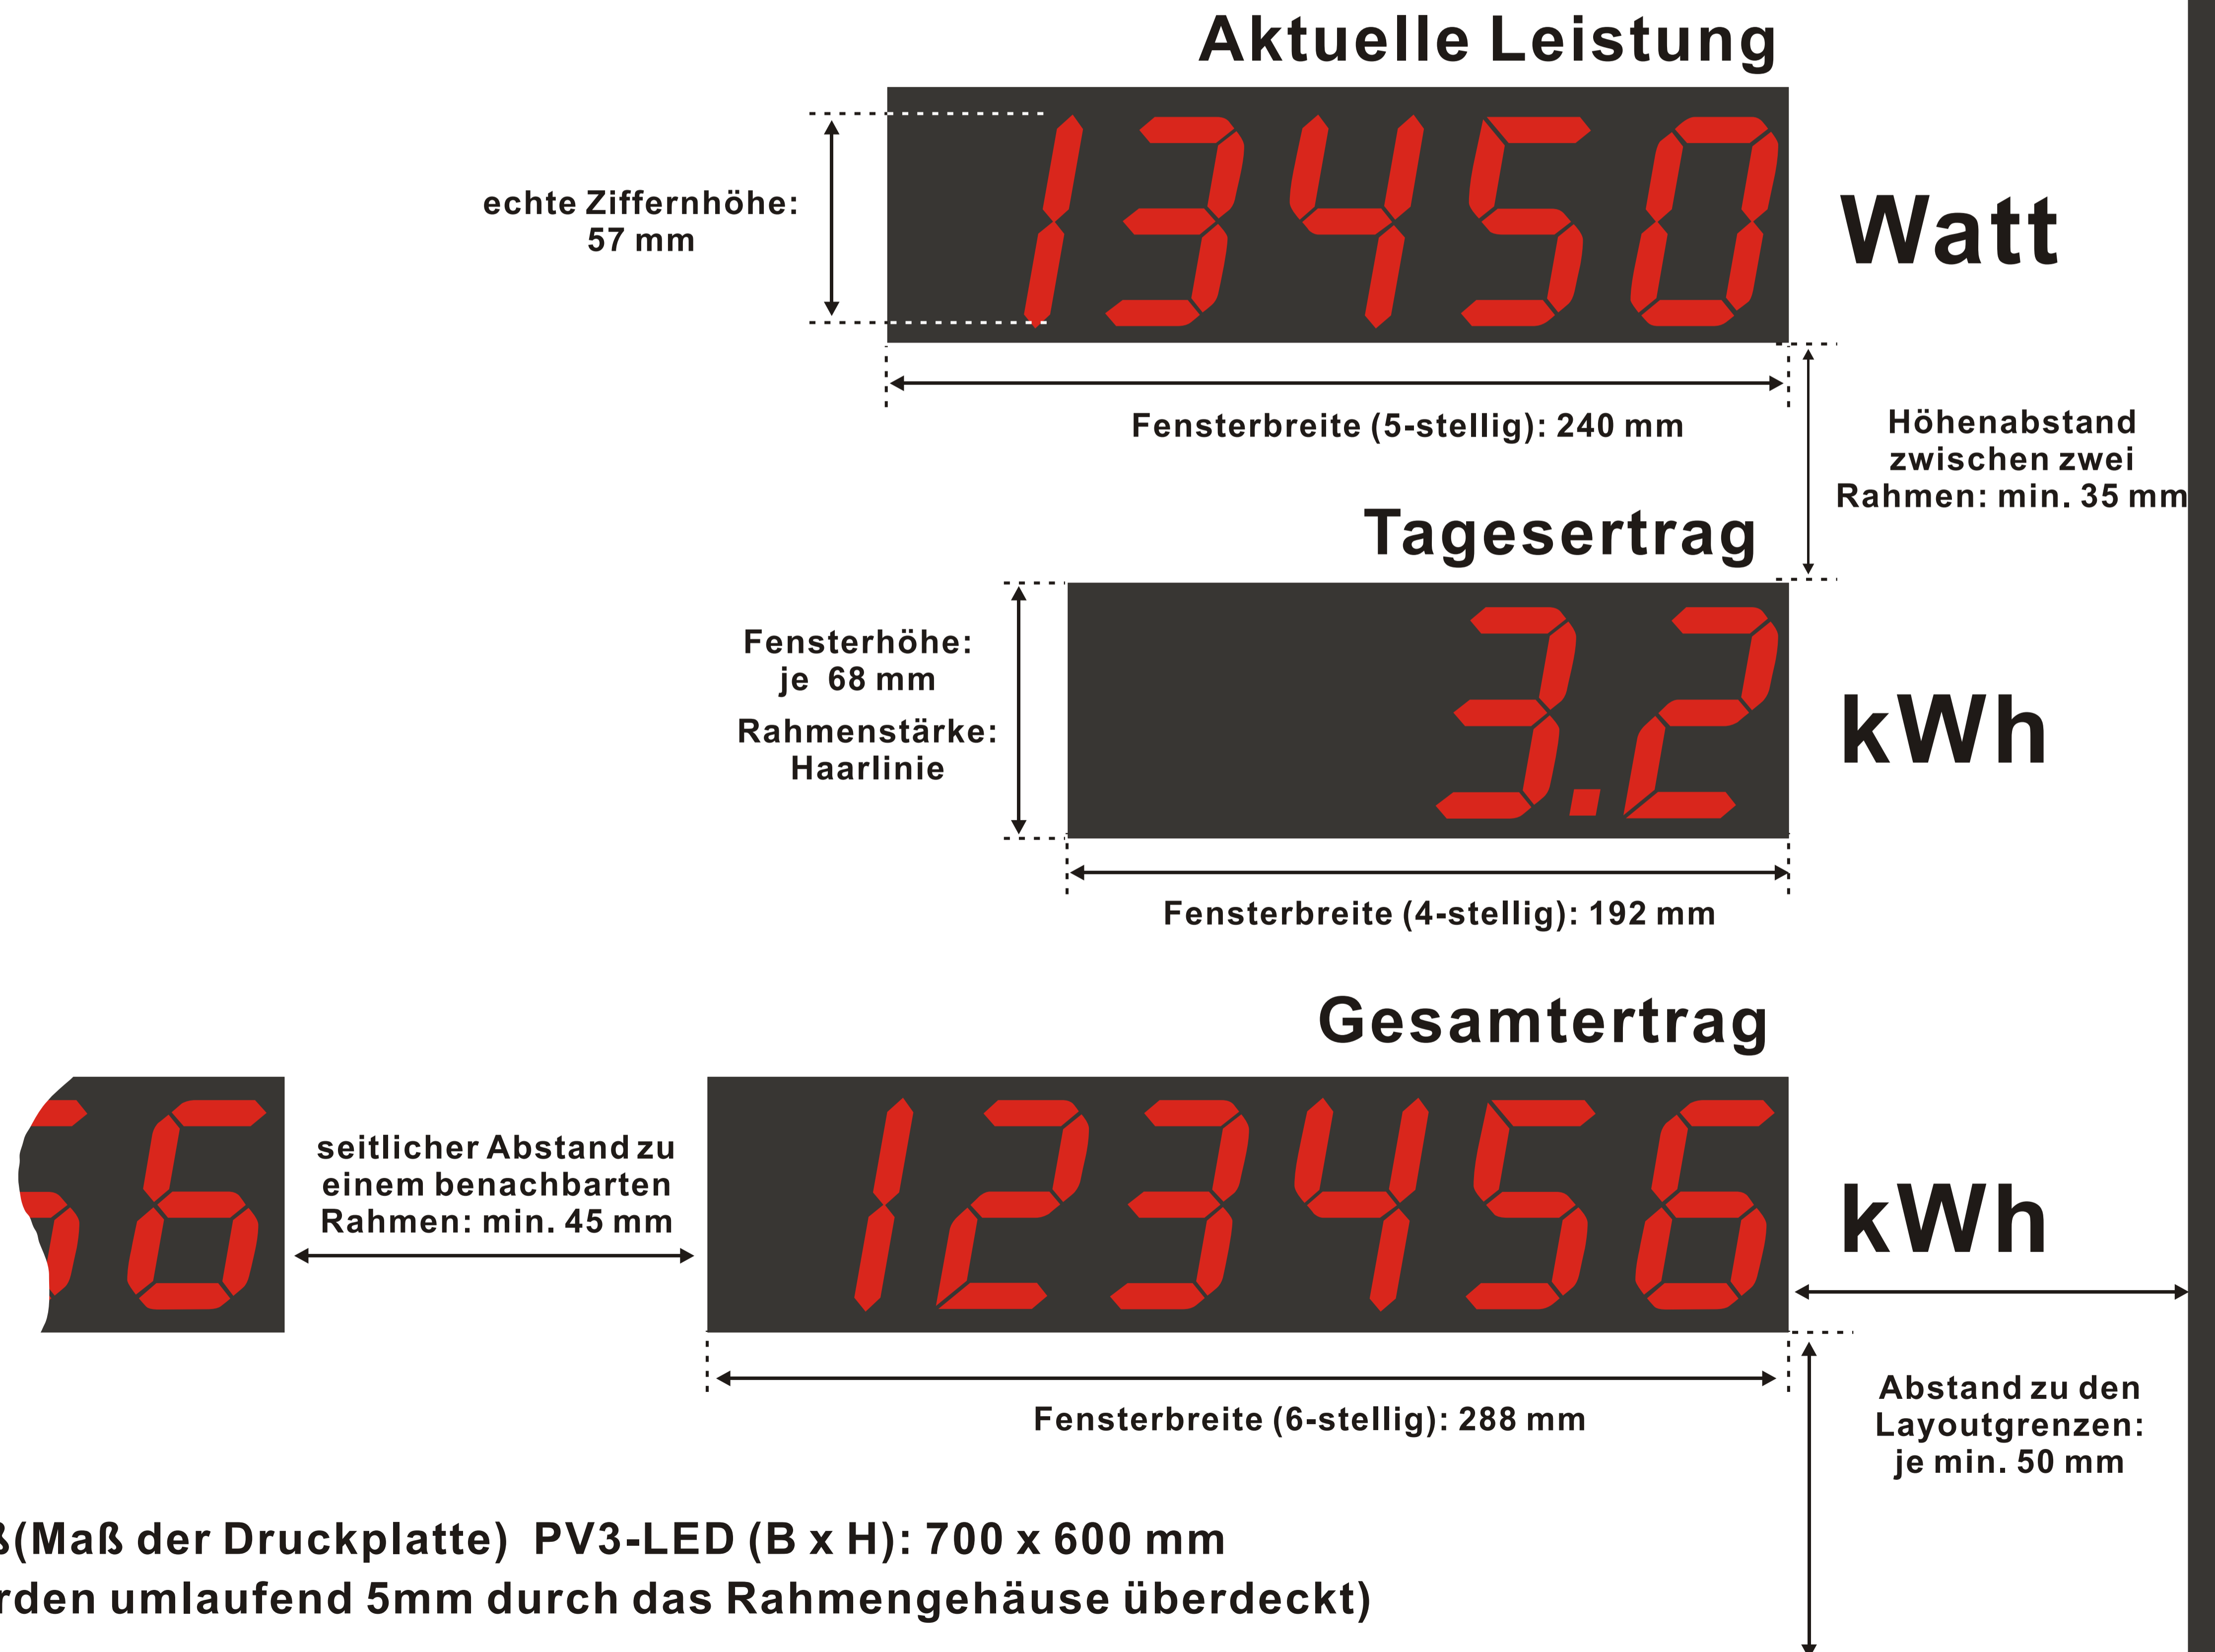 Aktuelle Leistung
13450
Watt
echte Ziffernhöhe:
57 mm
Fensterbreite (5-stellig): 240 mm
Höhenabstand
zwischen zwei
Rahmen: min. 35 mm
Tagesertrag
3.2
kWh
Fensterhöhe:
je 68 mm
Rahmenstärke:
Haarlinie
Fensterbreite (4-stellig): 192 mm
Gesamtertrag
6
seitlicher Abstand zu
einem benachbarten
Rahmen: min. 45 mm
123456
kWh
Fensterbreite (6-stellig): 288 mm
Abstand zu den
Layoutgrenzen:
je min. 50 mm
ß(Maß der Druckplatte) PV3-LED (B x H): 700 x 600 mm
rden umlaufend 5mm durch das Rahmengehäuse überdeckt)